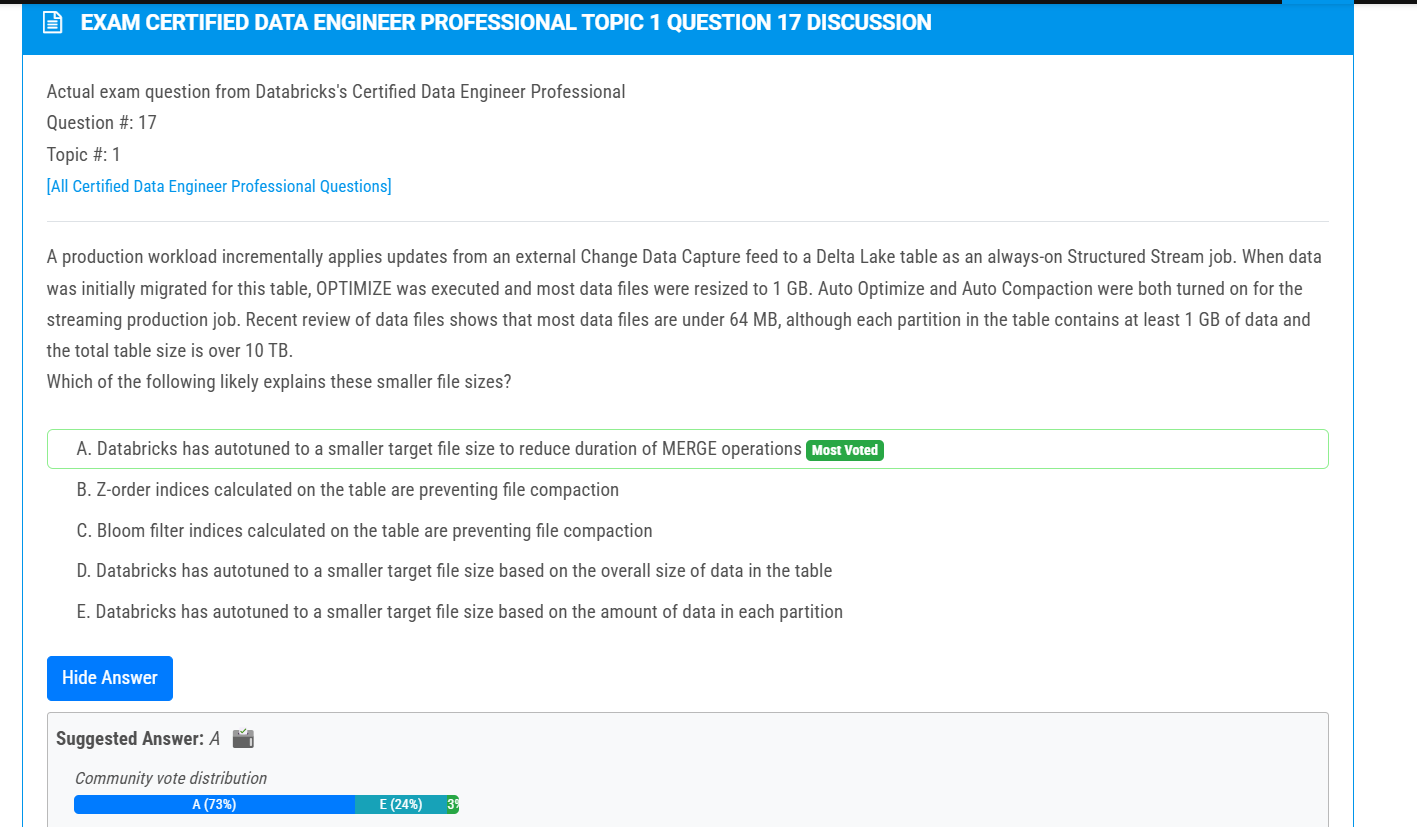 EXAM CERTIFIED DATA ENGINEER PROFESSIONAL TOPIC 1 QUESTION 17 DISCUSSION
Actual exam question from Databricks's Certified Data Engineer Professional
Question #: 17
Topic #: 1
[All Certified Data Engineer Professional Questions]
A production workload incrementally applies updates from an external Change Data Capture feed to a Delta Lake table as an always-on Structured Stream job. When data
was initially migrated for this table, OPTIMIZE was executed and most data files were resized to 1 GB. Auto Optimize and Auto Compaction were both turned on for the
streaming production job. Recent review of data files shows that most data files are under 64 MB, although each partition in the table contains at least 1 GB of data and
the total table size is over 10 TB.
Which of the following likely explains these smaller file sizes?
A. Databricks has autotuned to a smaller target file size to reduce duration of MERGE operations Most Voted
B. Z-order indices calculated on the table are preventing file compaction
C. Bloom filter indices calculated on the table are preventing file compaction
D. Databricks has autotuned to a smaller target file size based on the overall size of data in the table
E. Databricks has autotuned to a smaller target file size based on the amount of data in each partition
Hide Answer
Suggested Answer: A
Community vote distribution
A (73%) E (24%) 3%